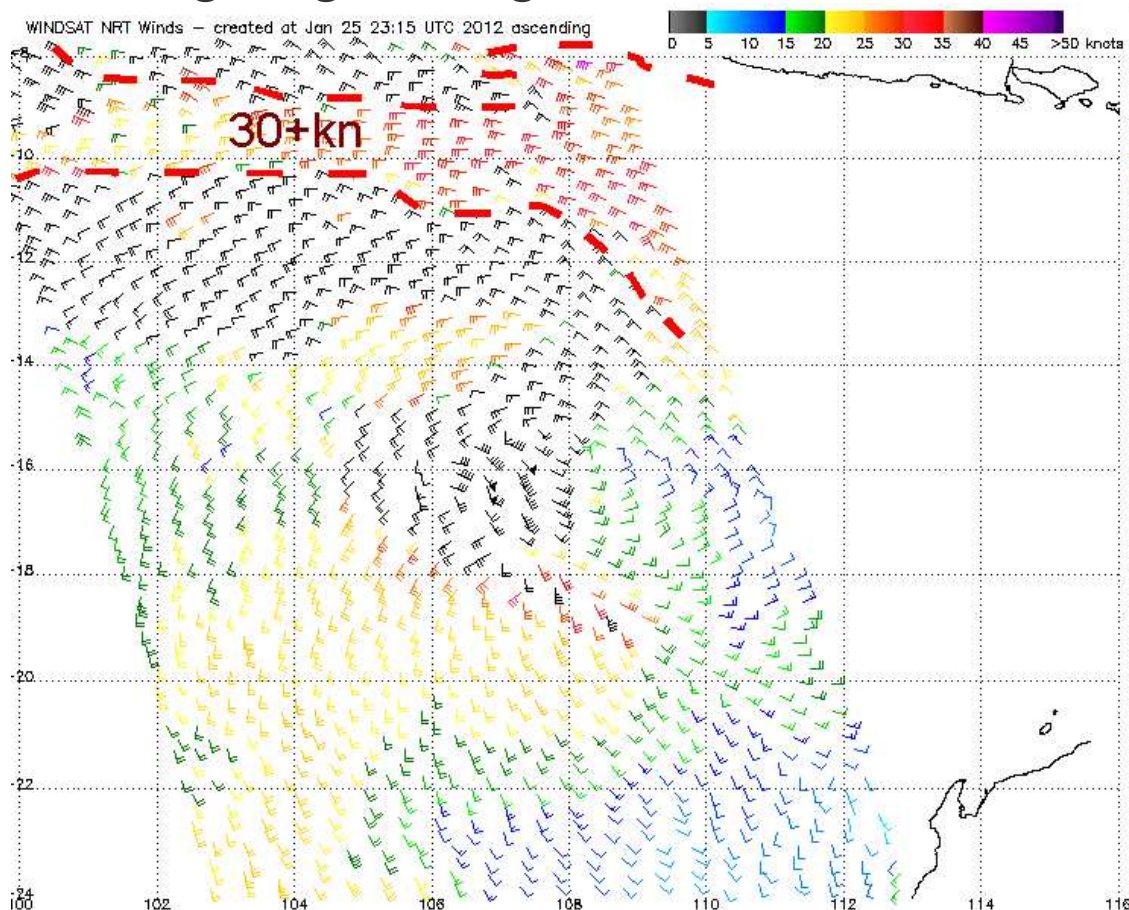 WINDSAT NRT Winds – created at Jan 25 23:15 UTC 2012 ascending
0 5 10 15 20 25 30 35 40 45 >50 knots
-8
30+kn
-10
-12
-14
-16
-18
-20
-22
-24
100 102 104 106 108 110 112 114 116